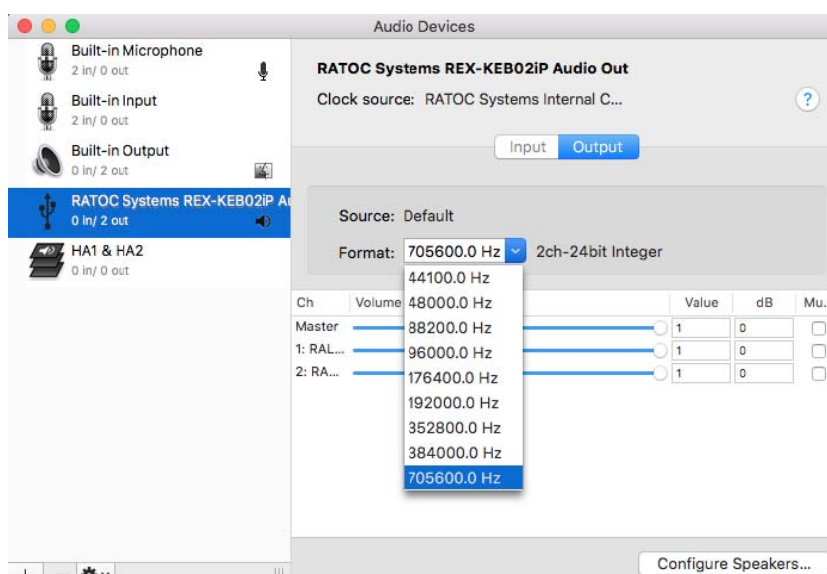 Audio Devices
Built-in Microphone
2 in/ 0 out
Built-in Input
2 in/ 0 out
Built-in Output
0 in/ 2 out
RATOC Systems REX-KEB02iP Au
0 in/ 2 out
HA1 & HA2
0 in/ 0 out
RATOC Systems REX-KEB02iP Audio Out
Clock source: RATOC Systems Internal C...
?
Input Output
Source: Default
Format: 705600.0 Hz 2ch-24bit Integer
44100.0 Hz
48000.0 Hz
88200.0 Hz
96000.0 Hz
176400.0 Hz
192000.0 Hz
352800.0 Hz
384000.0 Hz
705600.0 Hz
Ch Volume Value dB Mu.
Master 1 0
1: RAL... 1 0
2: RA... 1 0
Configure Speakers...